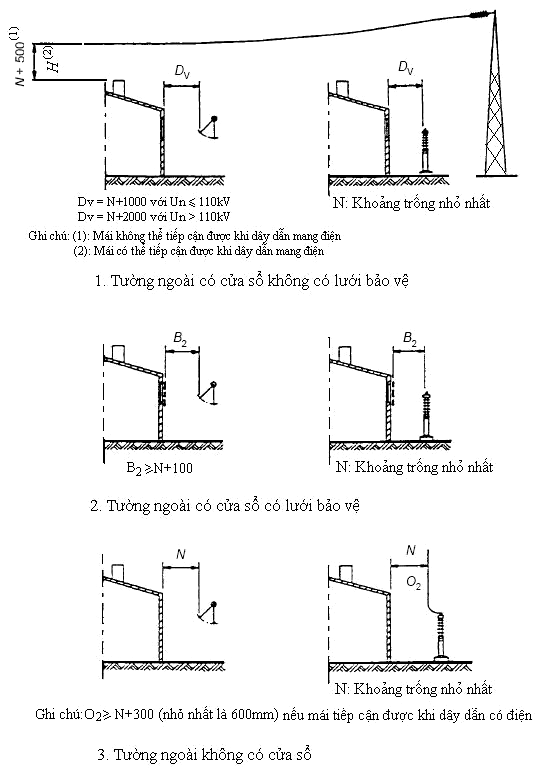 N + 500(1)
H(2)
DV
DV
Dv = N+1000 với Un ≤ 110kV
Dv = N+2000 với Un > 110kV
N: Khoảng trống nhỏ nhất
Ghi chú: (1): Mái không thể tiếp cận được khi dây dẫn mang điện
(2): Mái có thể tiếp cận được khi dây dẫn mang điện
1. Tường ngoài có cửa sổ không có lưới bảo vệ
B2
B2
B2 ≥N+100
N: Khoảng trống nhỏ nhất
2. Tường ngoài có cửa sổ có lưới bảo vệ
N
N
O2
N: Khoảng trống nhỏ nhất
Ghi chú:O2≥ N+300 (nhỏ nhất là 600mm) nếu mái tiếp cận được khi dây dẫn có điện
3. Tường ngoài không có cửa sổ